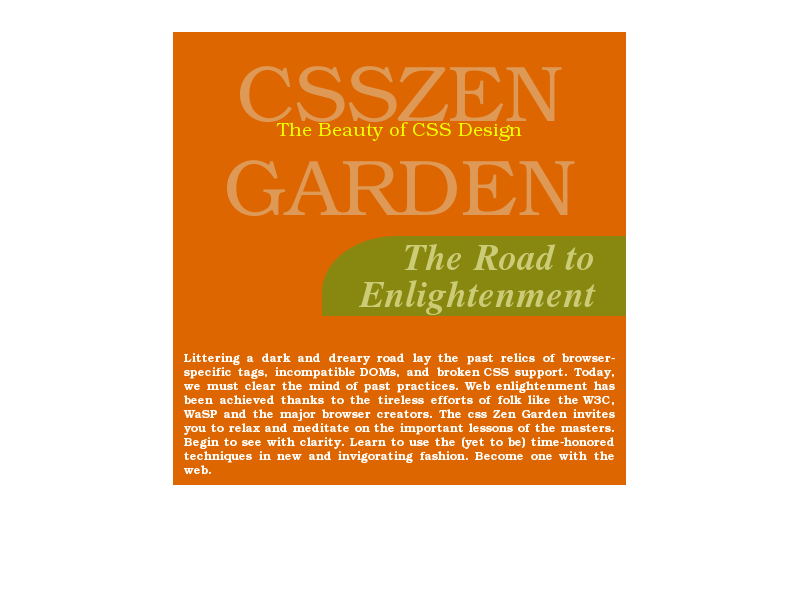 CSSZEN
The Beauty of CSS Design
GARDEN
The Road to
Enlightenment
Littering a dark and dreary road lay the past relics of browser-
specific tags, incompatible DOMs, and broken CSS support. Today,
we must clear the mind of past practices. Web enlightenment has
been achieved thanks to the tireless efforts of folk like the W3C,
WaSP and the major browser creators. The css Zen Garden invites
you to relax and meditate on the important lessons of the masters.
Begin to see with clarity. Learn to use the (yet to be) time-honored
techniques in new and invigorating fashion. Become one with the
web.